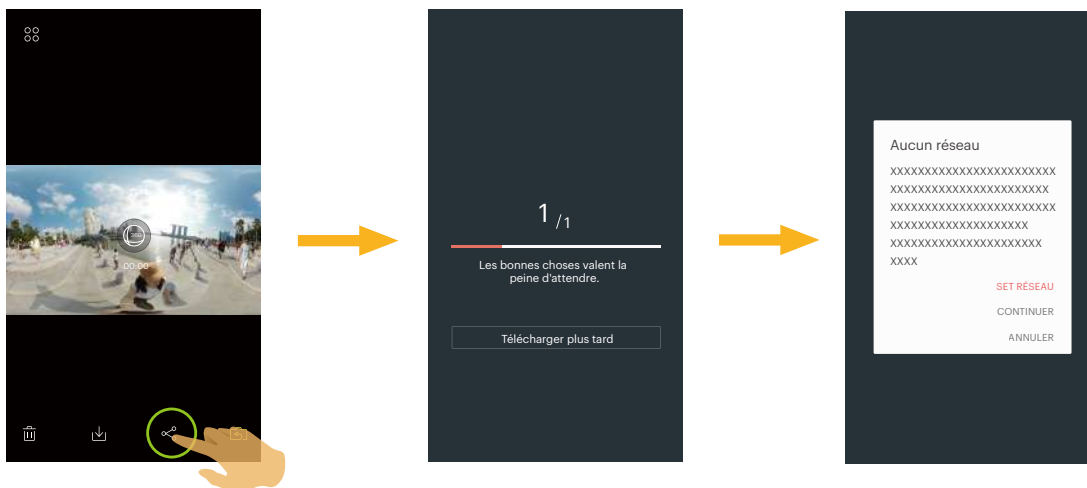 360
00:00
1 /1
Les bonnes choses valent la
peine d'attendre.
Télécharger plus tard
Aucun réseau
XXXXXXXXXXXXXXXXXXXXXXXX
XXXXXXXXXXXXXXXXXXXXXXX
XXXXXXXXXXXXXXXXXXXXXXXX
XXXXXXXXXXXXXXXXXXXX
XXXXXXXXXXXXXXXXXXXXXX
XXXX
SET RÉSEAU
CONTINUER
ANNULER